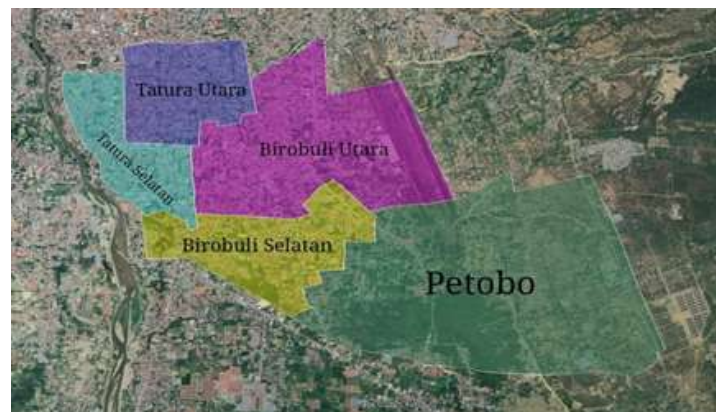 Tatura Utara
Birobuli Utara
Tatura Selatan
Birobuli Selatan
Petobo